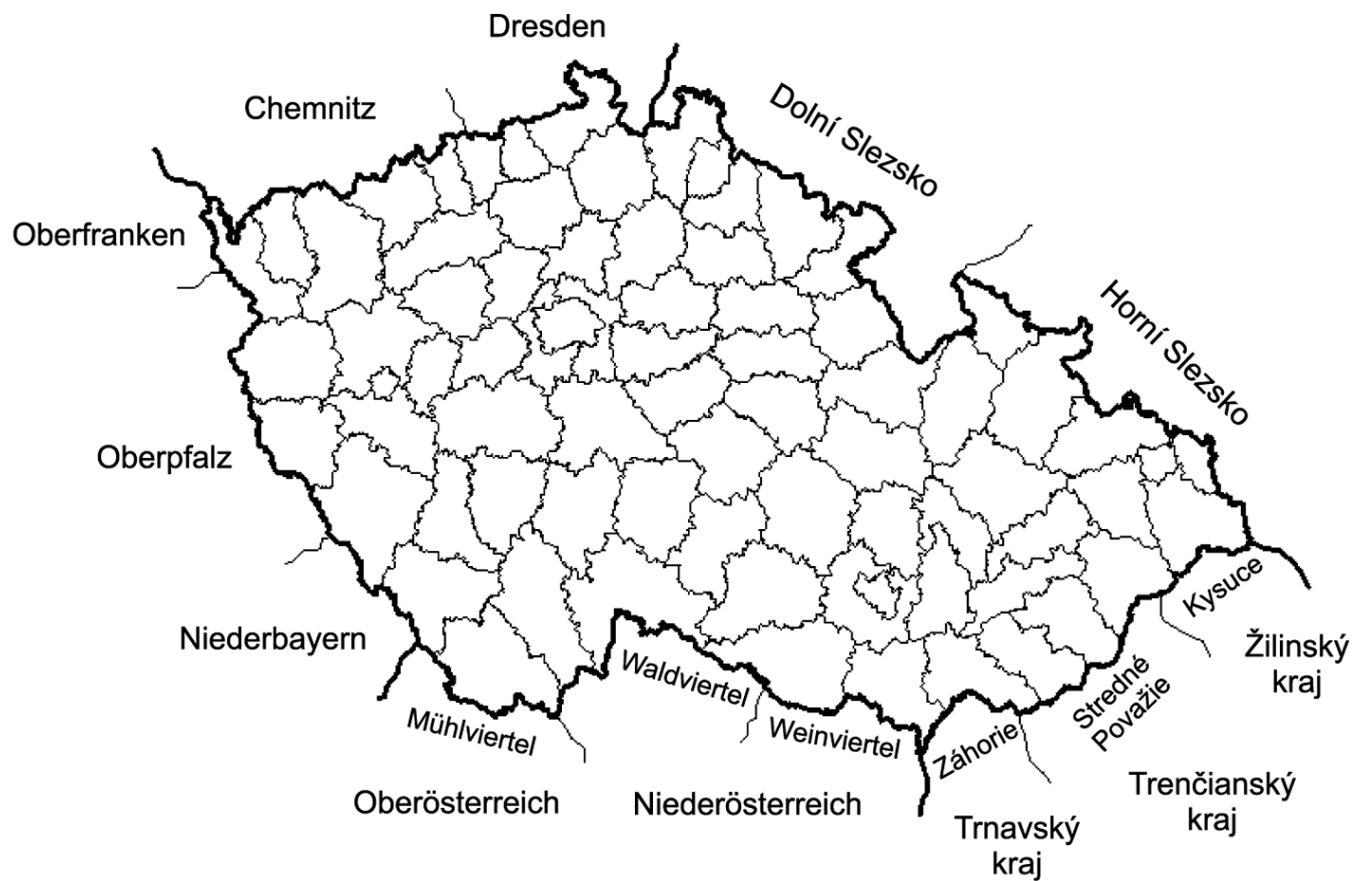 Dresden
Chemnitz
Dolní Slezsko
Oberfranken
Horní Slezsko
Oberpfalz
Niederbayern
Kysuce
Žilinský
kraj
Waldviertel
Stredné
Považie
Mühlviertel
Weinviertel
Záhorie
Oberösterreich
Niederösterreich
Trenčianský
kraj
Trnavský
kraj